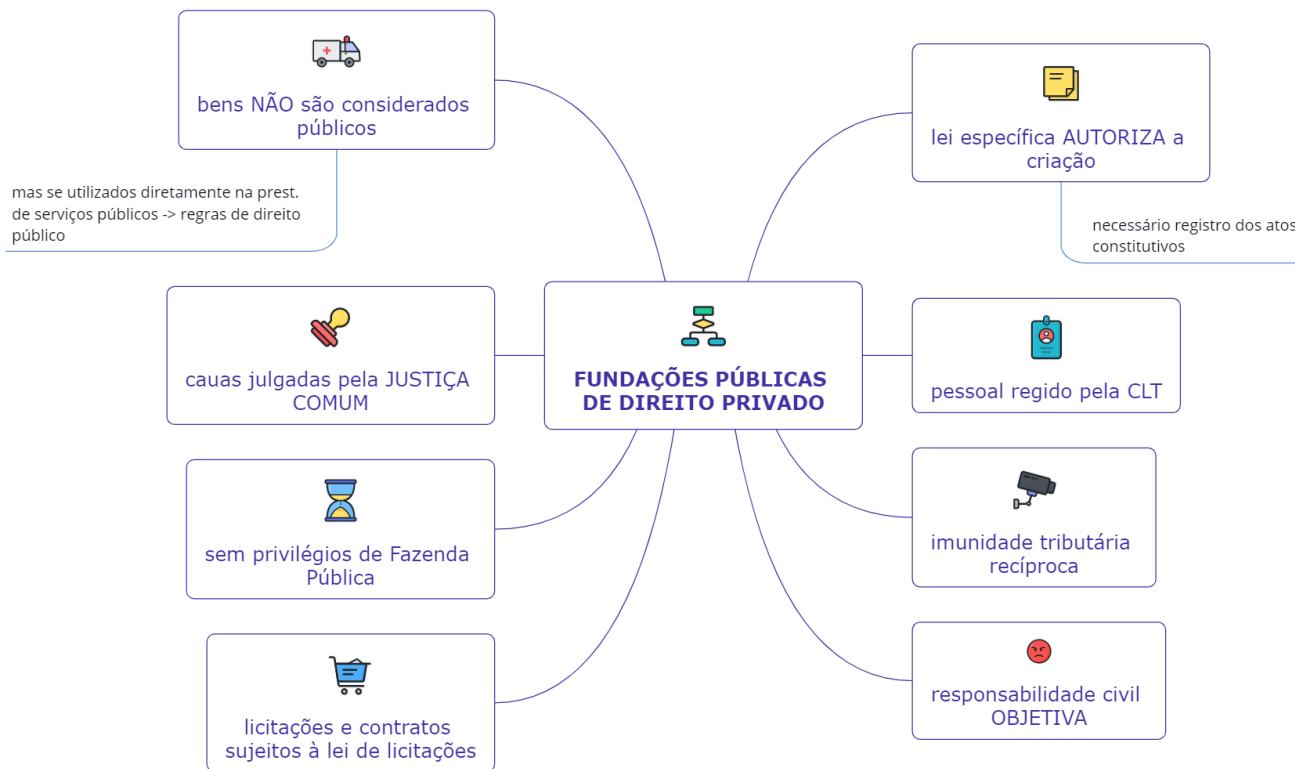 bens NÃO são considerados
públicos
mas se utilizados diretamente na prest.
de serviços públicos -> regras de direito
público
lei específica AUTORIZA a
criação
necessário registro dos atos
constitutivos
cauas julgadas pela JUSTIÇA
COMUM
FUNDAÇÕES PÚBLICAS
DE DIREITO PRIVADO
pessoal regido pela CLT
sem privilégios de Fazenda
Pública
imunidade tributária
recíproca
licitações e contratos
sujeitos à lei de licitações
responsabilidade civil
OBJETIVA